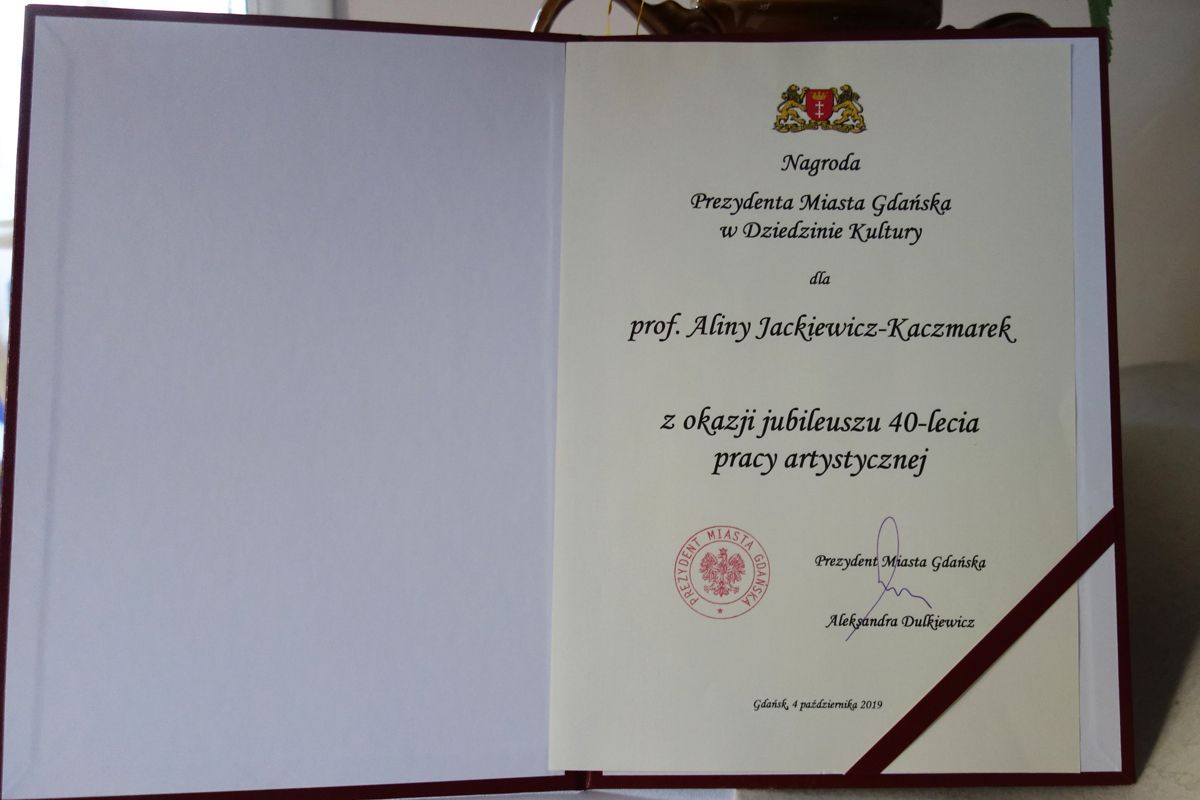 Nagroda
Prezydenta Miasta Gdańska
w Dziedzinie Kultury
dla
prof. Aliny Jackiewicz-Kaczmarek
z okazji jubileuszu 40-lecia
pracy artystycznej
PREZYDENT MIASTA GDAŃSKA
Prezydent Miasta Gdańska
Aleksandra Dulkiewicz
Gdańsk, 4 października 2019